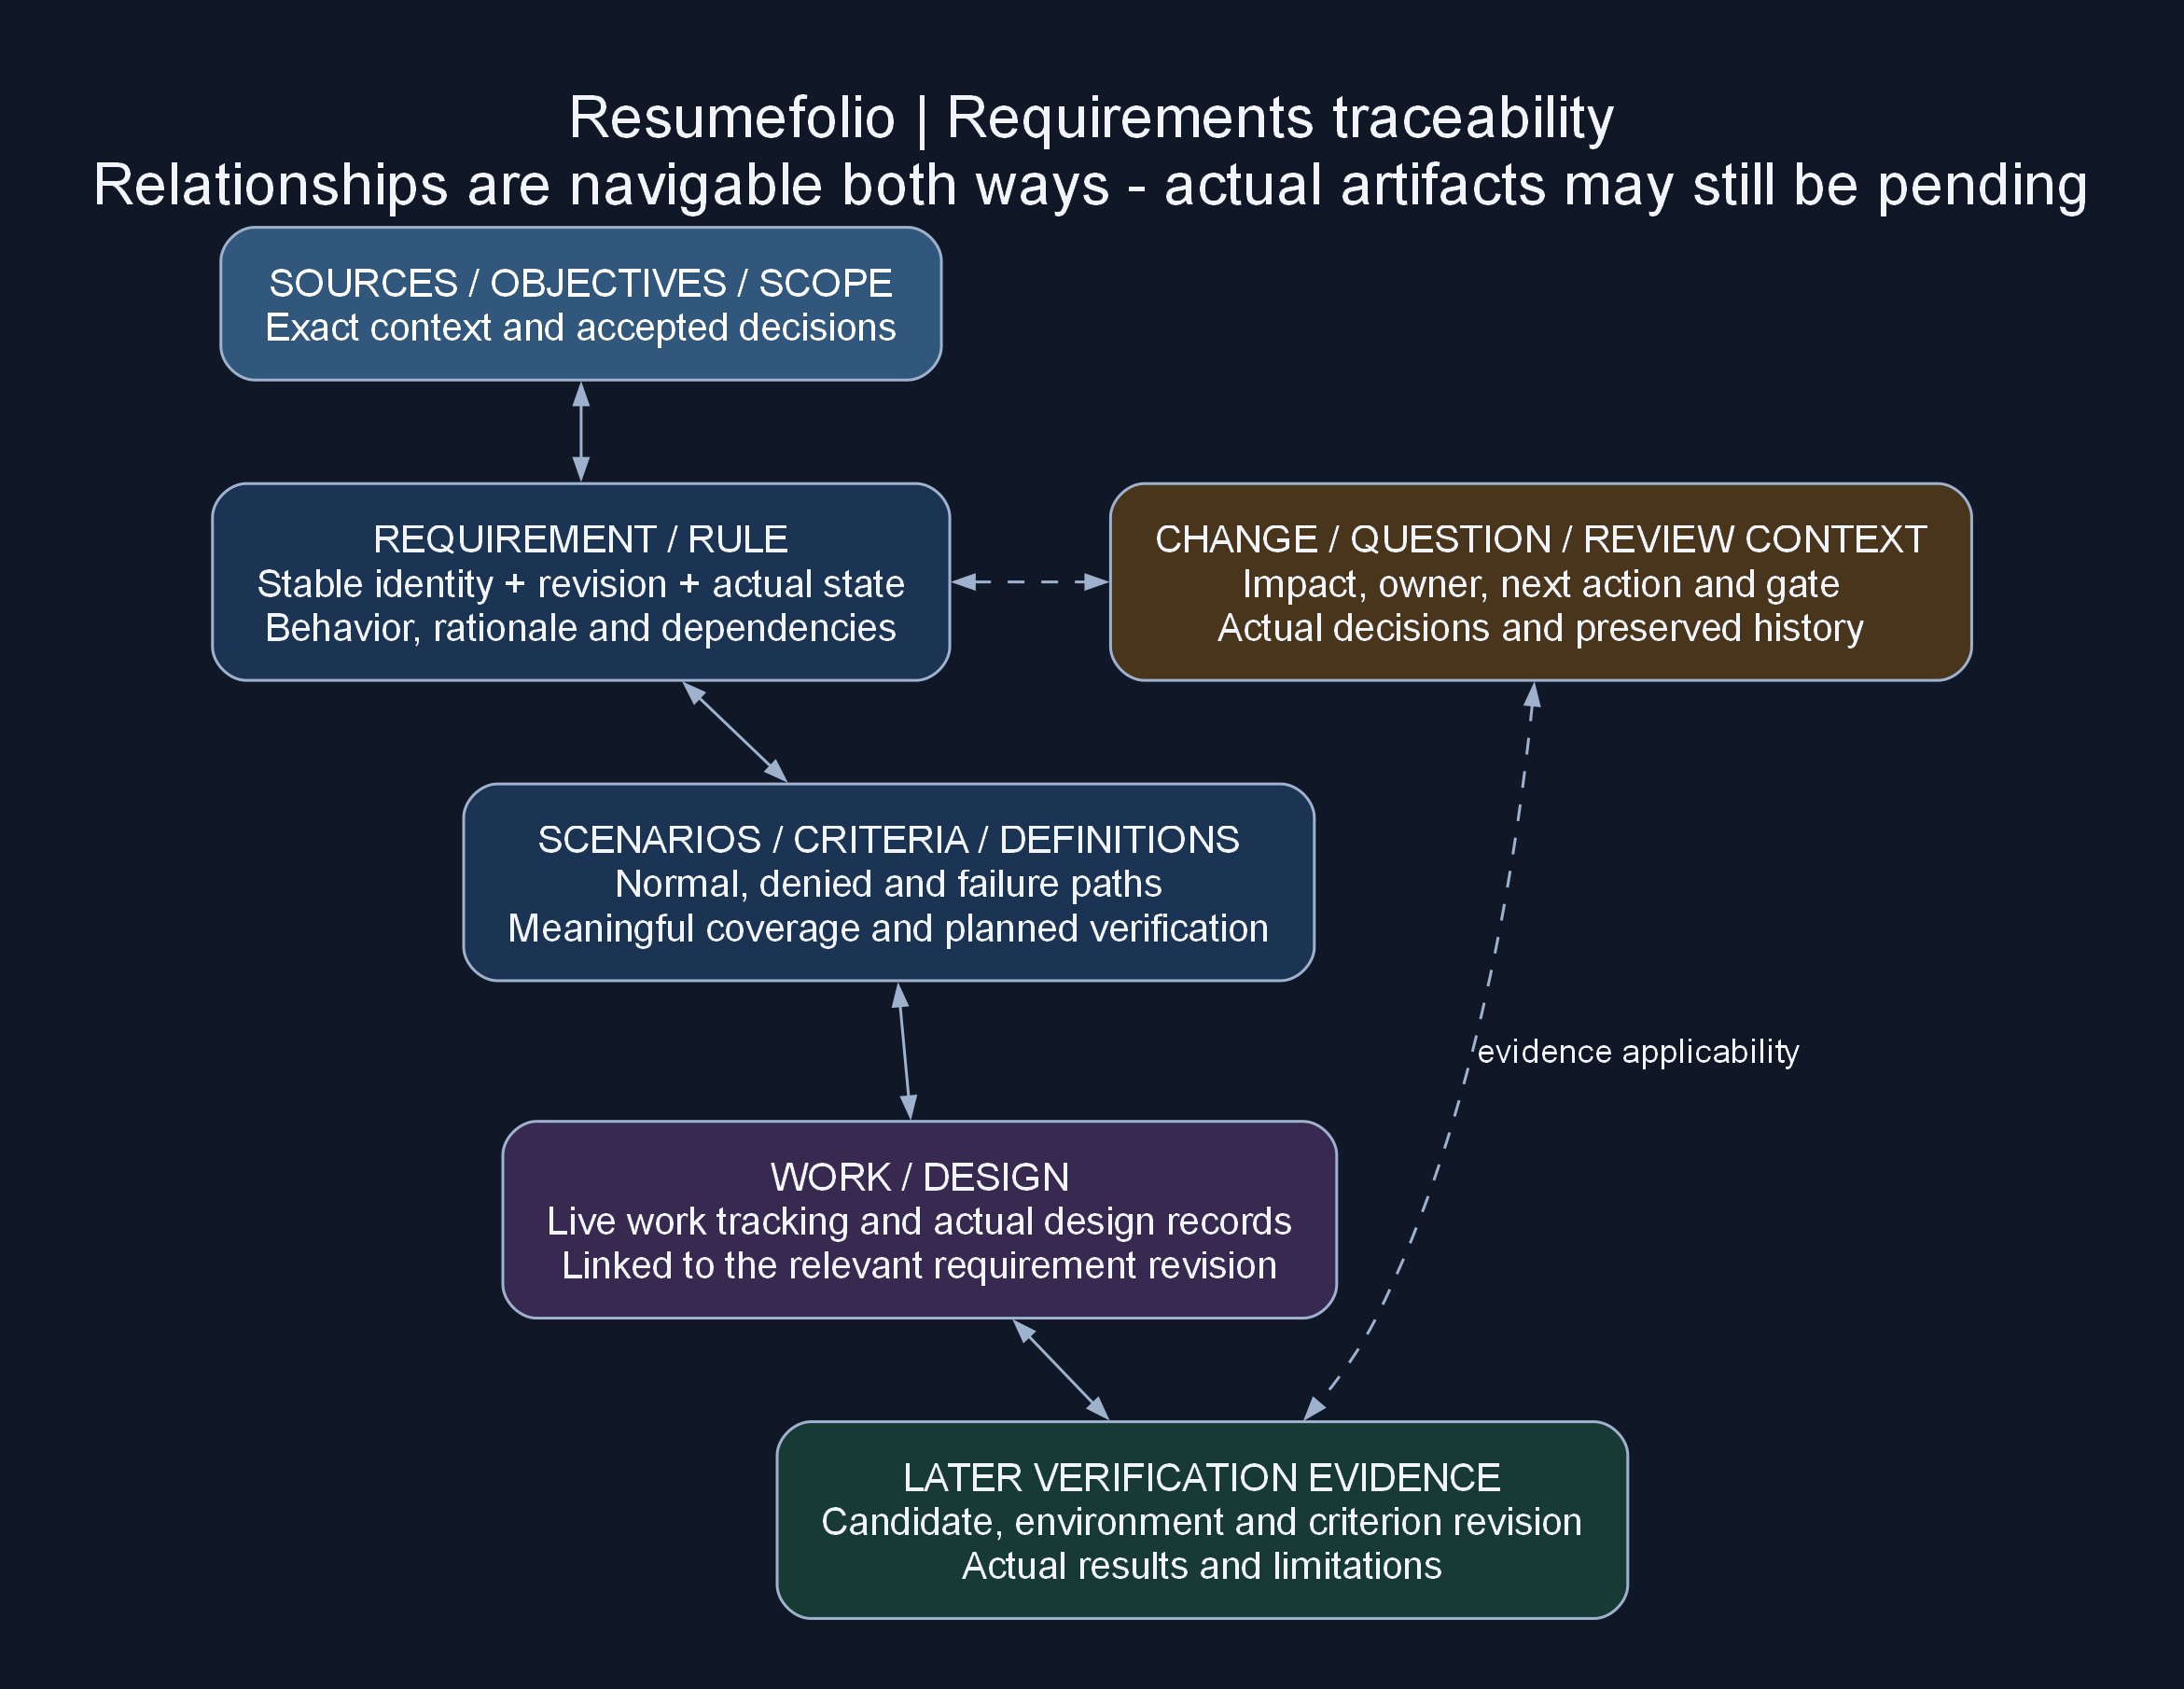 Resumefolio | Requirements traceability
Relationships are navigable both ways - actual artifacts may still be pending
SOURCES / OBJECTIVES / SCOPE
Exact context and accepted decisions
REQUIREMENT / RULE
Stable identity + revision + actual state
Behavior, rationale and dependencies
CHANGE / QUESTION / REVIEW CONTEXT
Impact, owner, next action and gate
Actual decisions and preserved history
SCENARIOS / CRITERIA / DEFINITIONS
Normal, denied and failure paths
Meaningful coverage and planned verification
evidence applicability
WORK / DESIGN
Live work tracking and actual design records
Linked to the relevant requirement revision
LATER VERIFICATION EVIDENCE
Candidate, environment and criterion revision
Actual results and limitations